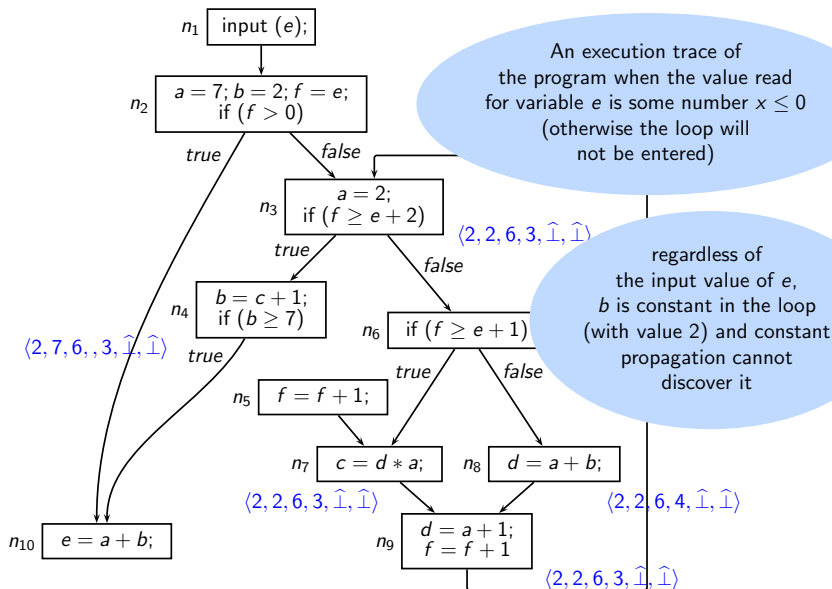 n1 input (e);
n2 a = 7; b = 2; f = e;
if (f > 0)
true
false
n3 a = 2;
if (f ≥ e + 2)
⟨2, 2, 6, 3, ⊥̂, ⊥̂⟩
true
false
n4 b = c + 1;
if (b ≥ 7)
n6 if (f ≥ e + 1)
⟨2, 7, 6, , 3, ⊥̂, ⊥̂⟩
true
true
false
n5 f = f + 1;
n7 c = d * a;
n8 d = a + b;
⟨2, 2, 6, 3, ⊥̂, ⊥̂⟩
⟨2, 2, 6, 4, ⊥̂, ⊥̂⟩
n10 e = a + b;
n9 d = a + 1;
f = f + 1
⟨2, 2, 6, 3, ⊥̂, ⊥̂⟩
An execution trace of
the program when the value read
for variable e is some number x ≤ 0
(otherwise the loop will
not be entered)
regardless of
the input value of e,
b is constant in the loop
(with value 2) and constant
propagation cannot
discover it